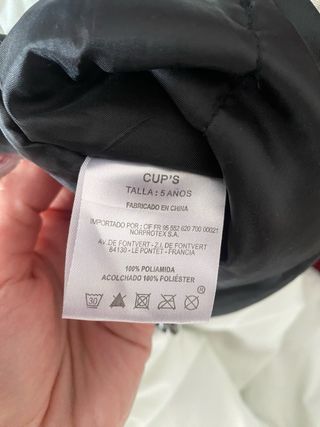 CUP'S
TALLA : 5 AÑOS
FABRICADO EN CHINA
IMPORTADO POR : CIF FR 95 552 620 700 00021
NORPROTEX S.A.
AV. DE FONTVERT - Z.I. DE FONTVERT
84130 - LE PONTET - FRANCIA
100% POLIAMIDA
ACOLCHADO 100% POLIÉSTER
30
®